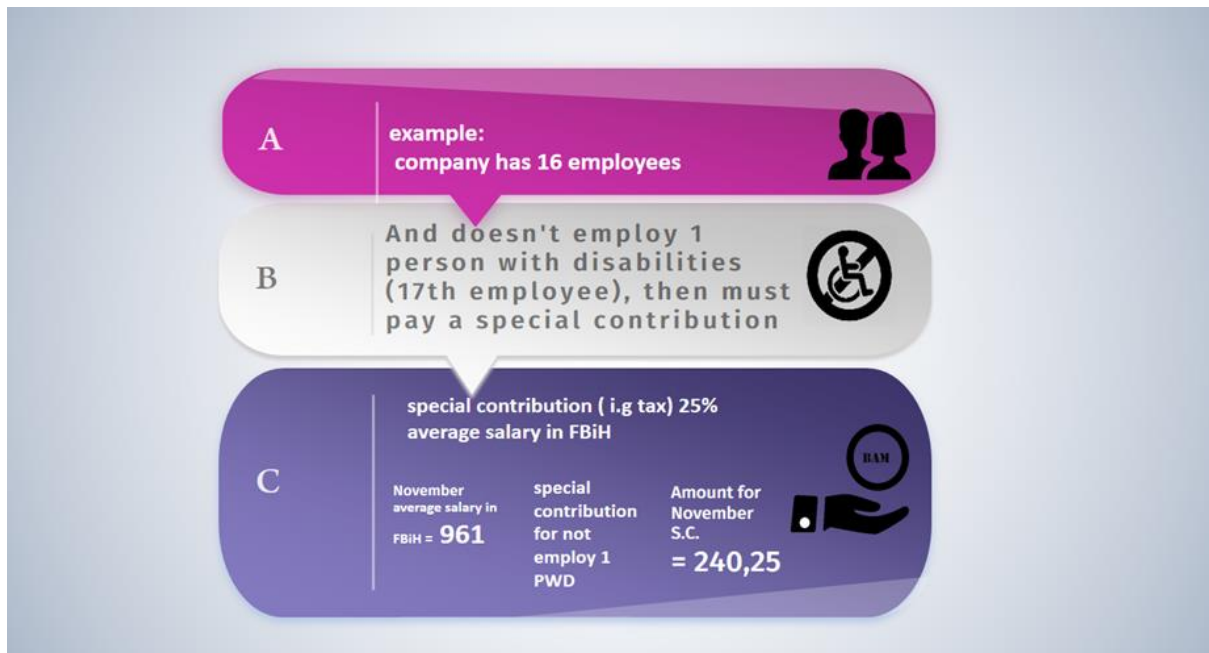 A
example:
company has 16 employees
B
And doesn't employ 1
person with disabilities
(17th employee), then must
pay a special contribution
C
special contribution ( i.g tax) 25%
average salary in FBiH
November
average salary in
FBiH = 961
special
contribution
for not
employ 1
PWD
Amount for
November
S.C.
= 240,25
BAM